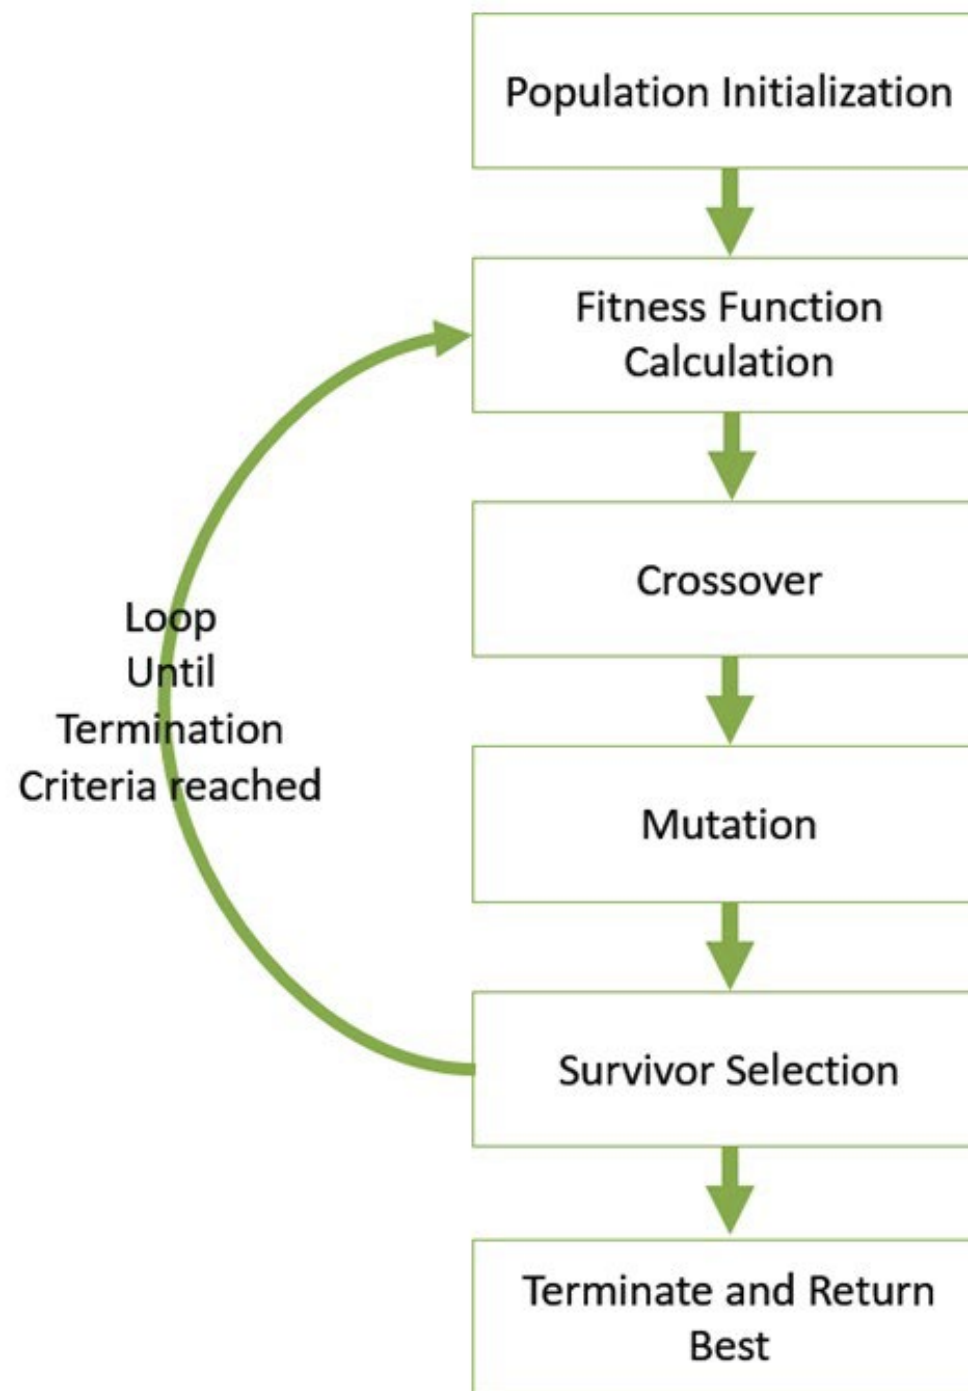 Population Initialization
Fitness Function
Calculation
Crossover
Loop
Until
Termination
Criteria reached
Mutation
Survivor Selection
Terminate and Return
Best